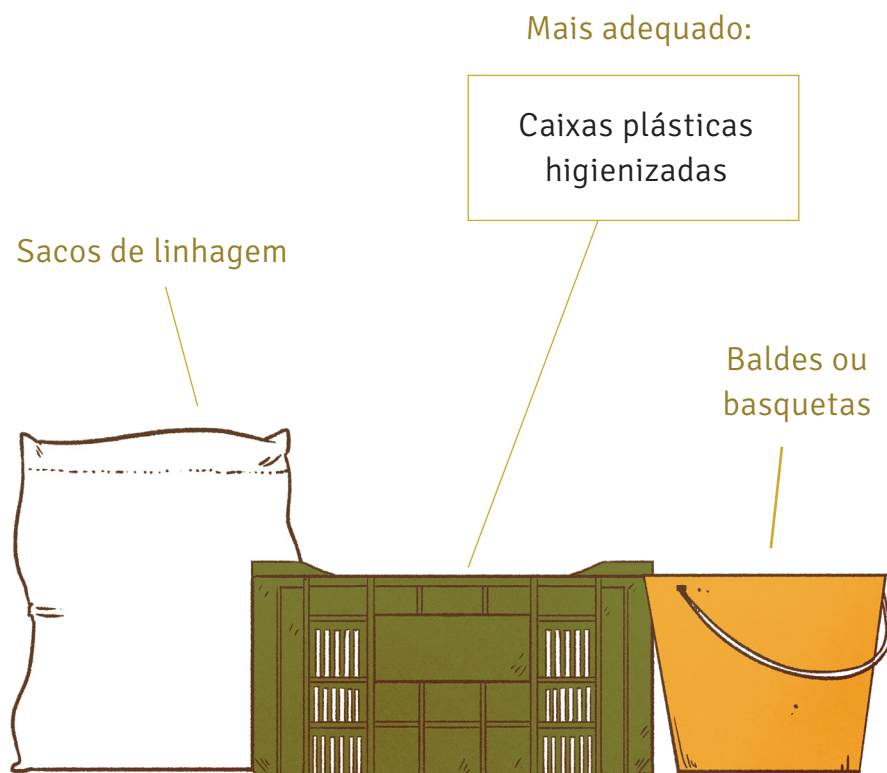 Mais adequado:
Caixas plásticas
higienizadas
Sacos de linhagem
Baldes ou
basquetas